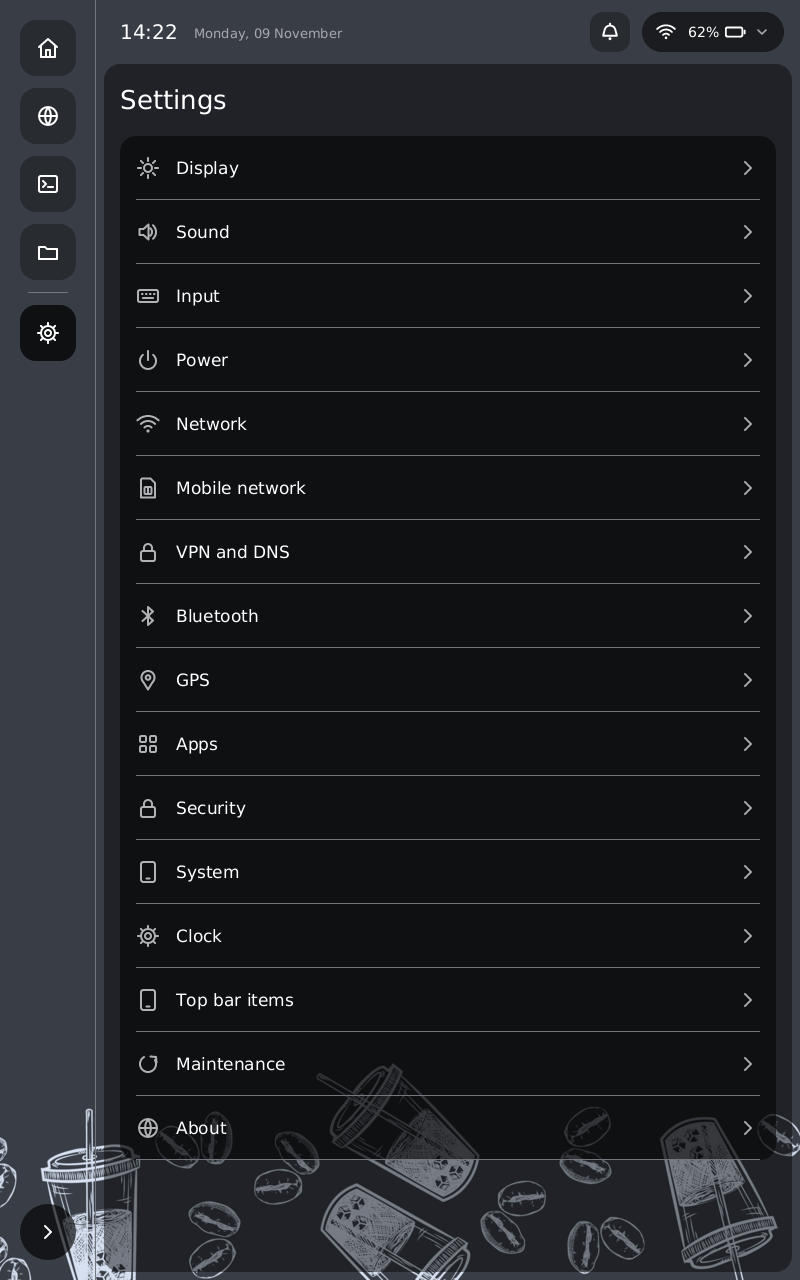 14:22 Monday, 09 November 62%
Settings
Display
Sound
Input
Power
Network
Mobile network
VPN and DNS
Bluetooth
GPS
Apps
Security
System
Clock
Top bar items
Maintenance
About